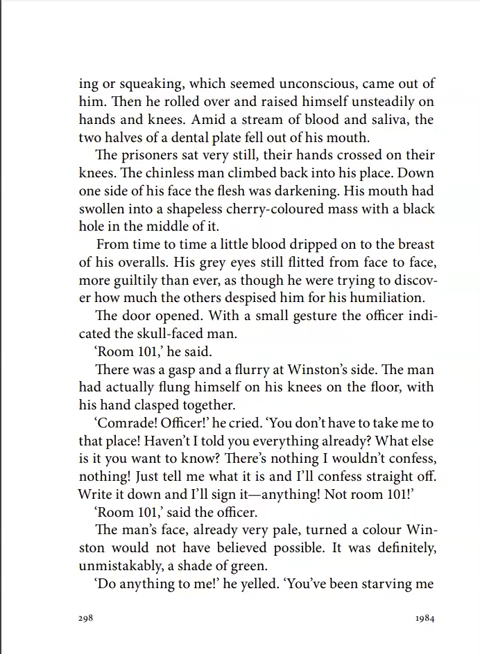 ing or squeaking, which seemed unconscious, came out of
him. Then he rolled over and raised himself unsteadily on
hands and knees. Amid a stream of blood and saliva, the
two halves of a dental plate fell out of his mouth.
The prisoners sat very still, their hands crossed on their
knees. The chinless man climbed back into his place. Down
one side of his face the flesh was darkening. His mouth had
swollen into a shapeless cherry-coloured mass with a black
hole in the middle of it.
From time to time a little blood dripped on to the breast
of his overalls. His grey eyes still flitted from face to face,
more guiltily than ever, as though he were trying to discov-
er how much the others despised him for his humiliation.
The door opened. With a small gesture the officer indi-
cated the skull-faced man.
‘Room 101,’ he said.
There was a gasp and a flurry at Winston’s side. The man
had actually flung himself on his knees on the floor, with
his hand clasped together.
‘Comrade! Officer!’ he cried. ‘You don’t have to take me to
that place! Haven’t I told you everything already? What else
is it you want to know? There’s nothing I wouldn’t confess,
nothing! Just tell me what it is and I’ll confess straight off.
Write it down and I’ll sign it—anything! Not room 101!’
‘Room 101,’ said the officer.
The man’s face, already very pale, turned a colour Win-
ston would not have believed possible. It was definitely,
unmistakably, a shade of green.
‘Do anything to me!’ he yelled. ‘You’ve been starving me
298 1984